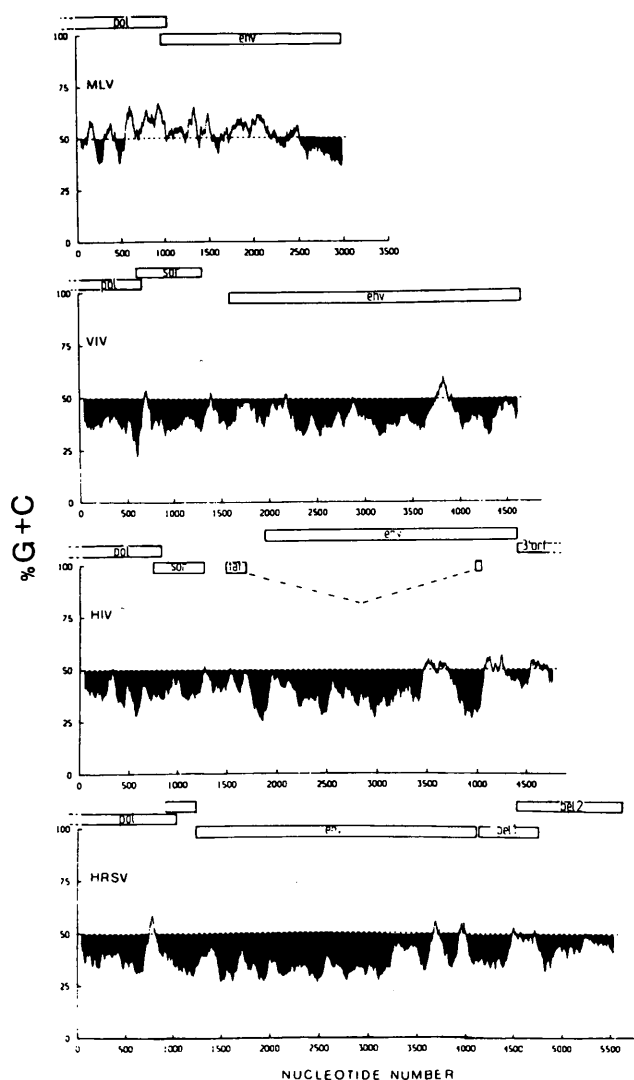 pol
env
100
MLV
75
50
25
0
0 500 1000 1500 2000 2500 3000 3500
sor
pol
100
env
VIV
75
50
25
0
0 500 1000 1500 2000 2500 3000 3500 4000 4500
env
pol
3'orf
100
sor
tat
HIV
75
50
25
0
0 500 1000 1500 2000 2500 3000 3500 4000 4500
bel2
pol
100
env
bel1
HRSV
75
50
25
0
0 500 1000 1500 2000 2500 3000 3500 4000 4500 5000 5500
%G+C
NUCLEOTIDE NUMBER